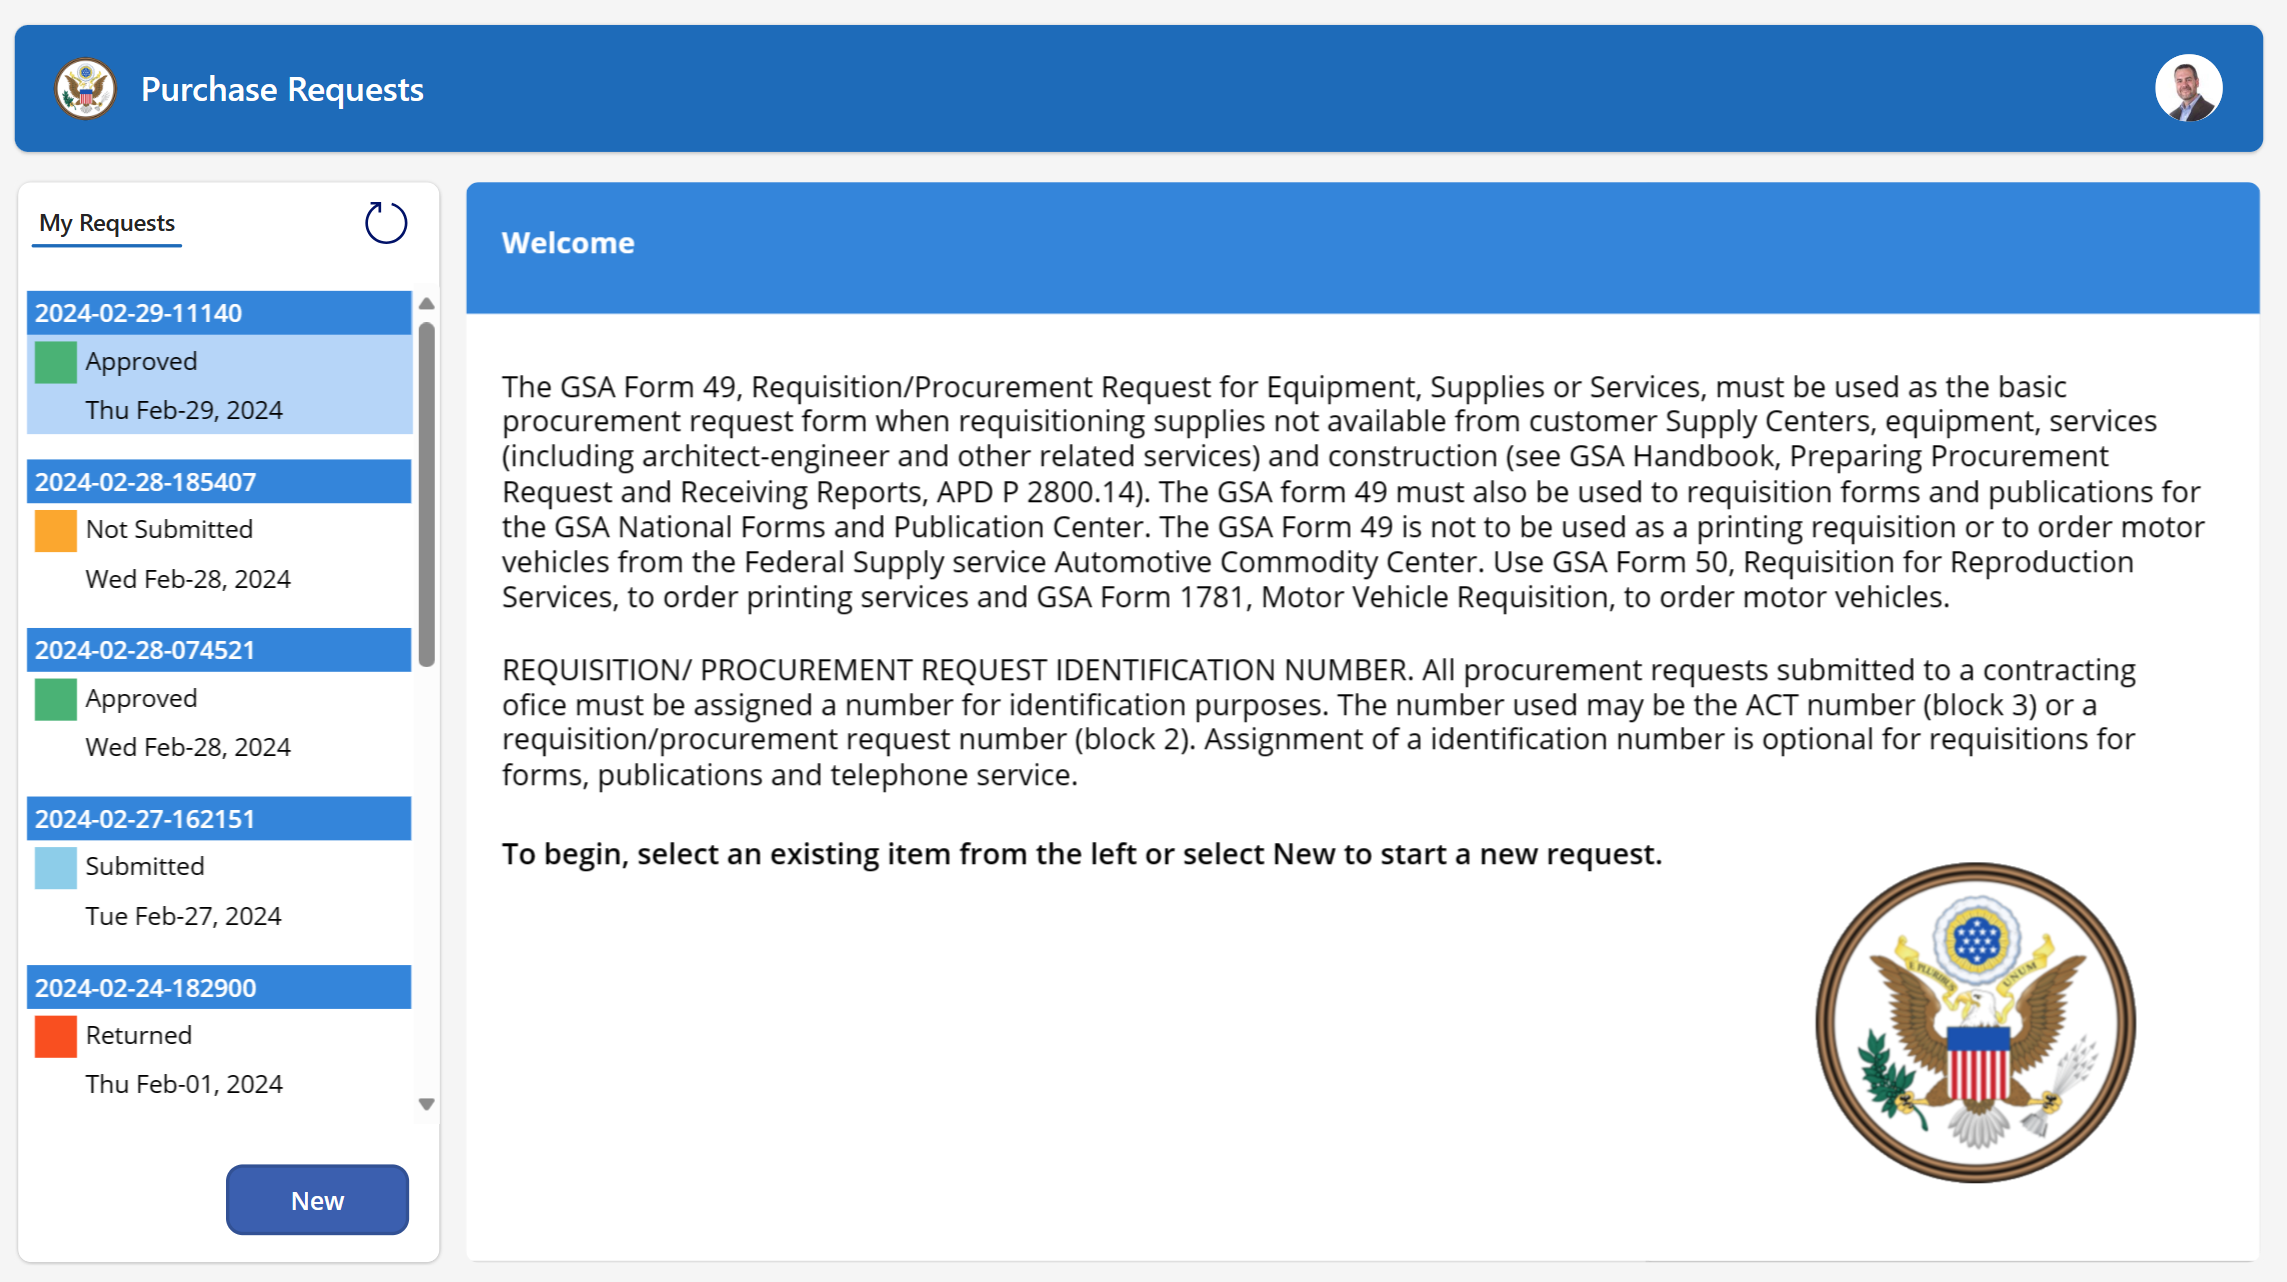 Purchase Requests
My Requests
2024-02-29-11140
Approved
Thu Feb-29, 2024
2024-02-28-185407
Not Submitted
Wed Feb-28, 2024
2024-02-28-074521
Approved
Wed Feb-28, 2024
2024-02-27-162151
Submitted
Tue Feb-27, 2024
2024-02-24-182900
Returned
Thu Feb-01, 2024
New
Welcome
The GSA Form 49, Requisition/Procurement Request for Equipment, Supplies or Services, must be used as the basic
procurement request form when requisitioning supplies not available from customer Supply Centers, equipment, services
(including architect-engineer and other related services) and construction (see GSA Handbook, Preparing Procurement
Request and Receiving Reports, APD P 2800.14). The GSA form 49 must also be used to requisition forms and publications for
the GSA National Forms and Publication Center. The GSA Form 49 is not to be used as a printing requisition or to order motor
vehicles from the Federal Supply service Automotive Commodity Center. Use GSA Form 50, Requisition for Reproduction
Services, to order printing services and GSA Form 1781, Motor Vehicle Requisition, to order motor vehicles.
REQUISITION/ PROCUREMENT REQUEST IDENTIFICATION NUMBER. All procurement requests submitted to a contracting
ofice must be assigned a number for identification purposes. The number used may be the ACT number (block 3) or a
requisition/procurement request number (block 2). Assignment of a identification number is optional for requisitions for
forms, publications and telephone service.
To begin, select an existing item from the left or select New to start a new request.
E PLURIBUS UNUM